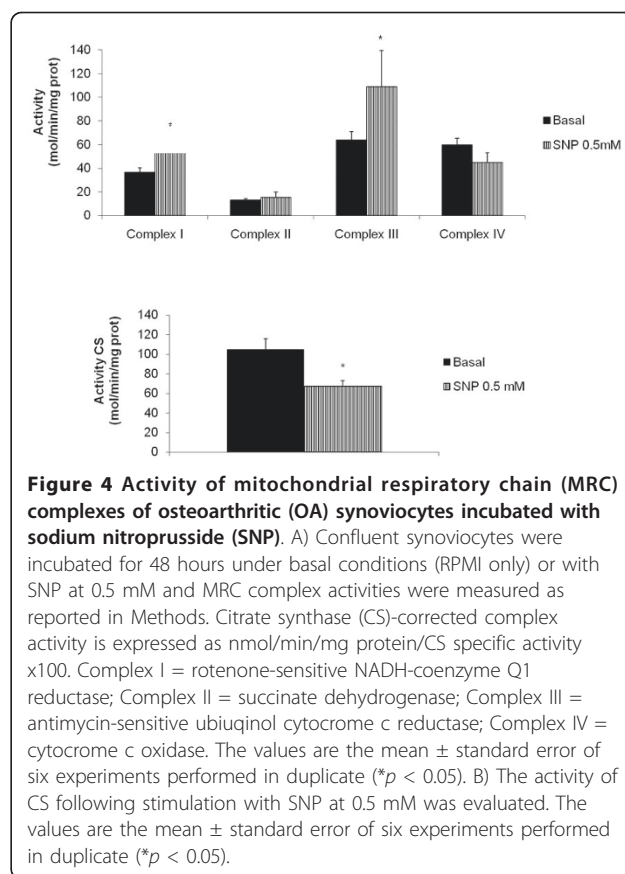 *
*
140
120
100
80
60
40
20
0
Activity
(mol/min/mg prot)
Basal
SNP 0.5mM
Complex I
Complex II
Complex III
Complex IV
140
120
100
80
60
40
20
0
Activity CS
(mol/min/mg prot)
*
Basal
SNP 0.5 mM
Figure 4 Activity of mitochondrial respiratory chain (MRC)
complexes of osteoarthritic (OA) synoviocytes incubated with
sodium nitroprusside (SNP). A) Confluent synoviocytes were
incubated for 48 hours under basal conditions (RPMI only) or with
SNP at 0.5 mM and MRC complex activities were measured as
reported in Methods. Citrate synthase (CS)-corrected complex
activity is expressed as nmol/min/mg protein/CS specific activity
x100. Complex I = rotenone-sensitive NADH-coenzyme Q1
reductase; Complex II = succinate dehydrogenase; Complex III =
antimycin-sensitive ubiuqinol cytocrome c reductase; Complex IV =
cytocrome c oxidase. The values are the mean ± standard error of
six experiments performed in duplicate (*p < 0.05). B) The activity of
CS following stimulation with SNP at 0.5 mM was evaluated. The
values are the mean ± standard error of six experiments performed
in duplicate (*p < 0.05).